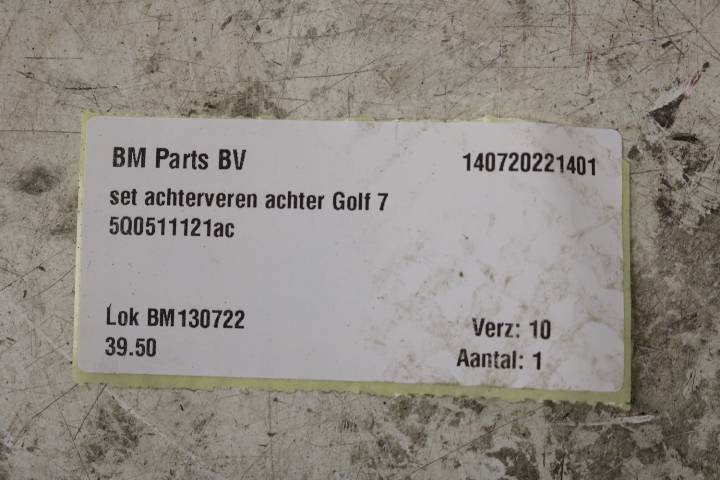 BM Parts BV 140720221401
set achterveren achter Golf 7
5Q0511121ac
Lok BM130722 Verz: 10
39.50 Aantal: 1